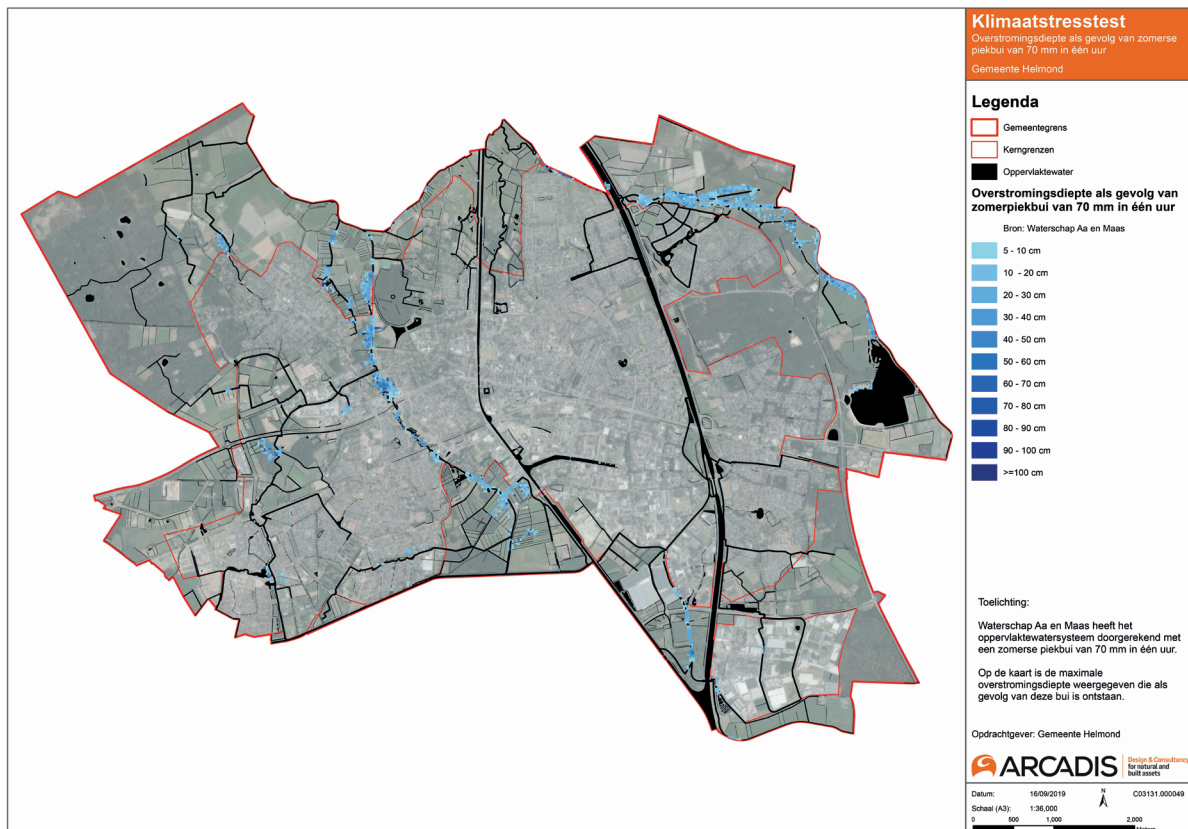 Klimaatstresstest
Overstromingsdiepte als gevolg van zomerse
piekbui van 70 mm in één uur
Gemeente Helmond
Legenda
Gemeentegrens
Kerngrenzen
Oppervlaktewater
Overstromingsdiepte als gevolg van
zomerpiekbui van 70 mm in één uur
Bron: Waterschap Aa en Maas
5 - 10 cm
10 - 20 cm
20 - 30 cm
30 - 40 cm
40 - 50 cm
50 - 60 cm
60 - 70 cm
70 - 80 cm
80 - 90 cm
90 - 100 cm
>=100 cm
Toelichting:
Waterschap Aa en Maas heeft het
oppervlaktewatersysteem doorgerekend met
een zomerse piekbui van 70 mm in één uur.
Op de kaart is de maximale
overstromingsdiepte weergegeven die als
gevolg van deze bui is ontstaan.
Opdrachtgever: Gemeente Helmond
ARCADIS
Design & Consultancy
for natural and
built assets
Datum: 16/09/2019 N C03131.000049
Schaal (A3): 1:36,000
0 500 1,000 2,000
Meters